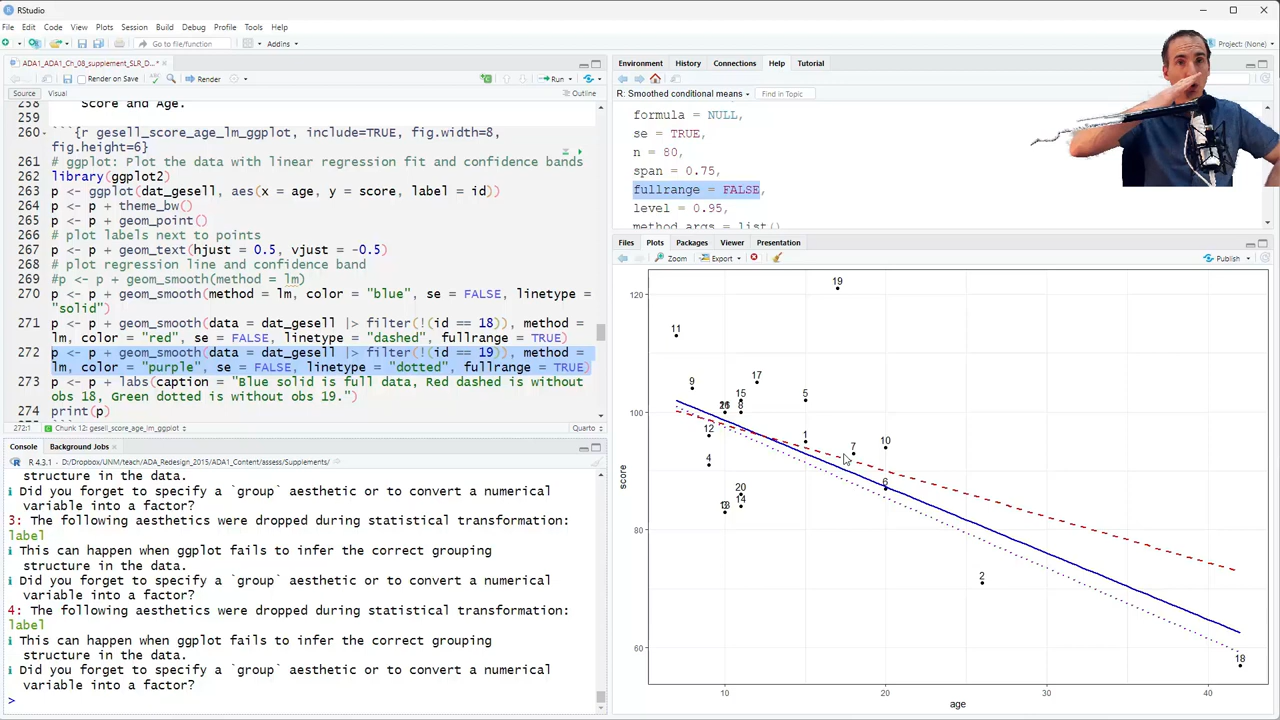 RStudio
File Edit Code View Plots Session Build Debug Profile Tools Help
Go to file/function
Addins
Project: (None)
ADA1_ADA1_Ch_08_supplement_SLR_D...*
Render on Save
Render
Run
Source Visual
Outline
258 Score and Age.
259
260 ```{r gesell_score_age_lm_ggplot, include=TRUE, fig.width=8,
fig.height=6}
261 # ggplot: Plot the data with linear regression fit and confidence bands
262 library(ggplot2)
263 p <- ggplot(dat_gesell, aes(x = age, y = score, label = id))
264 p <- p + theme_bw()
265 p <- p + geom_point()
266 # plot labels next to points
267 p <- p + geom_text(hjust = 0.5, vjust = -0.5)
268 # plot regression line and confidence band
269 #p <- p + geom_smooth(method = lm)
270 p <- p + geom_smooth(method = lm, color = "blue", se = FALSE, linetype =
"solid")
271 p <- p + geom_smooth(data = dat_gesell |> filter(!(id == 18)), method =
lm, color = "red", se = FALSE, linetype = "dashed", fullrange = TRUE)
272 p <- p + geom_smooth(data = dat_gesell |> filter(!(id == 19)), method =
lm, color = "purple", se = FALSE, linetype = "dotted", fullrange = TRUE)
273 p <- p + labs(caption = "Blue solid is full data, Red dashed is without
obs 18, Green dotted is without obs 19.")
274 print(p)
272:1 Chunk 12: gesell_score_age_lm_ggplot
Quarto
Console Background Jobs
R 4.3.1 · D:/Dropbox/UNM/teach/ADA_Redesign_2015/ADA1_Content/assess/Supplements/
structure in the data.
ℹ Did you forget to specify a `group` aesthetic or to convert a numerical
variable into a factor?
3: The following aesthetics were dropped during statistical transformation:
label
ℹ This can happen when ggplot fails to infer the correct grouping
structure in the data.
ℹ Did you forget to specify a `group` aesthetic or to convert a numerical
variable into a factor?
4: The following aesthetics were dropped during statistical transformation:
label
ℹ This can happen when ggplot fails to infer the correct grouping
structure in the data.
ℹ Did you forget to specify a `group` aesthetic or to convert a numerical
variable into a factor?
>
Environment History Connections Help Tutorial
R: Smoothed conditional means
Find in Topic
formula = NULL,
se = TRUE,
n = 80,
span = 0.75,
fullrange = FALSE,
level = 0.95,
method.args = list()
Files Plots Packages Viewer Presentation
Zoom Export
Publish
120
100
80
60
score
19
11
17
9
15
5
8
12
1
7
10
4
6
20
14
2
18
10 20 30 40
age